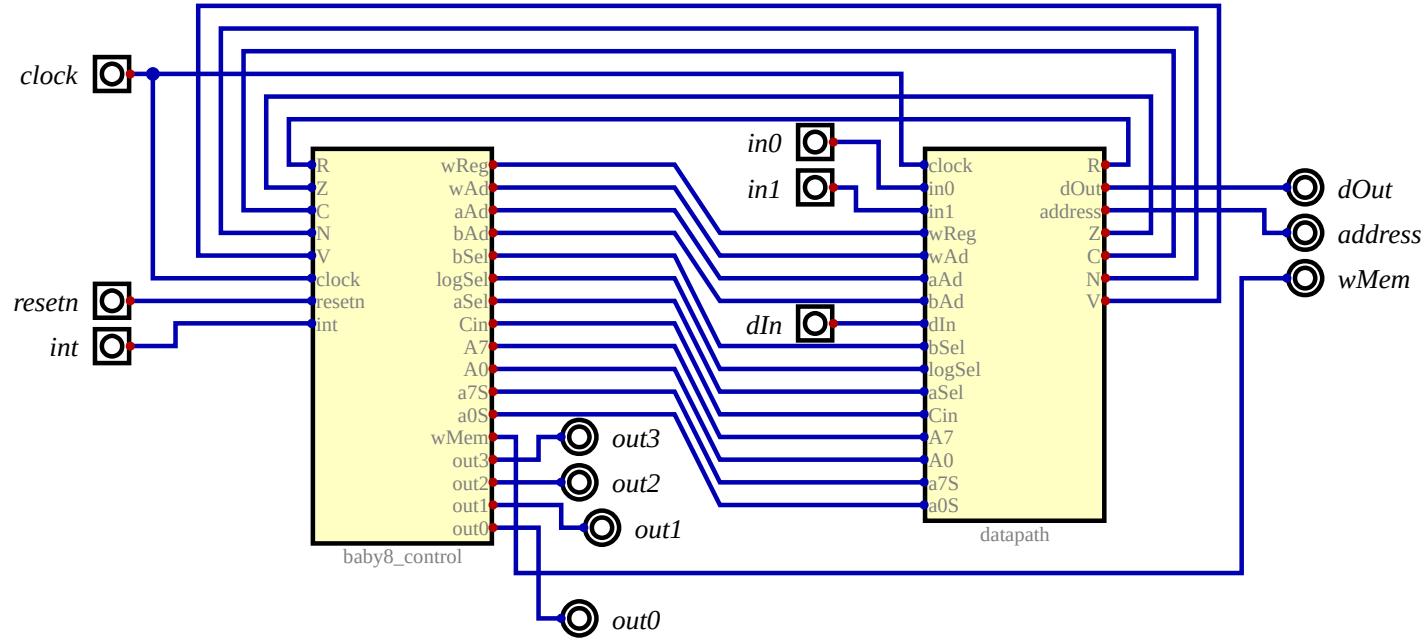 clock
resetn
int
R
Z
C
N
V
clock
resetn
int
wReg
wAd
aAd
bAd
bSel
logSel
aSel
Cin
A7
A0
a7S
a0S
wMem
out3
out2
out1
out0
baby8_control
out3
out2
out1
out0
in0
in1
dIn
clock
in0
in1
wReg
wAd
aAd
bAd
dIn
bSel
logSel
aSel
Cin
A7
A0
a7S
a0S
R
dOut
address
Z
C
N
V
datapath
dOut
address
wMem